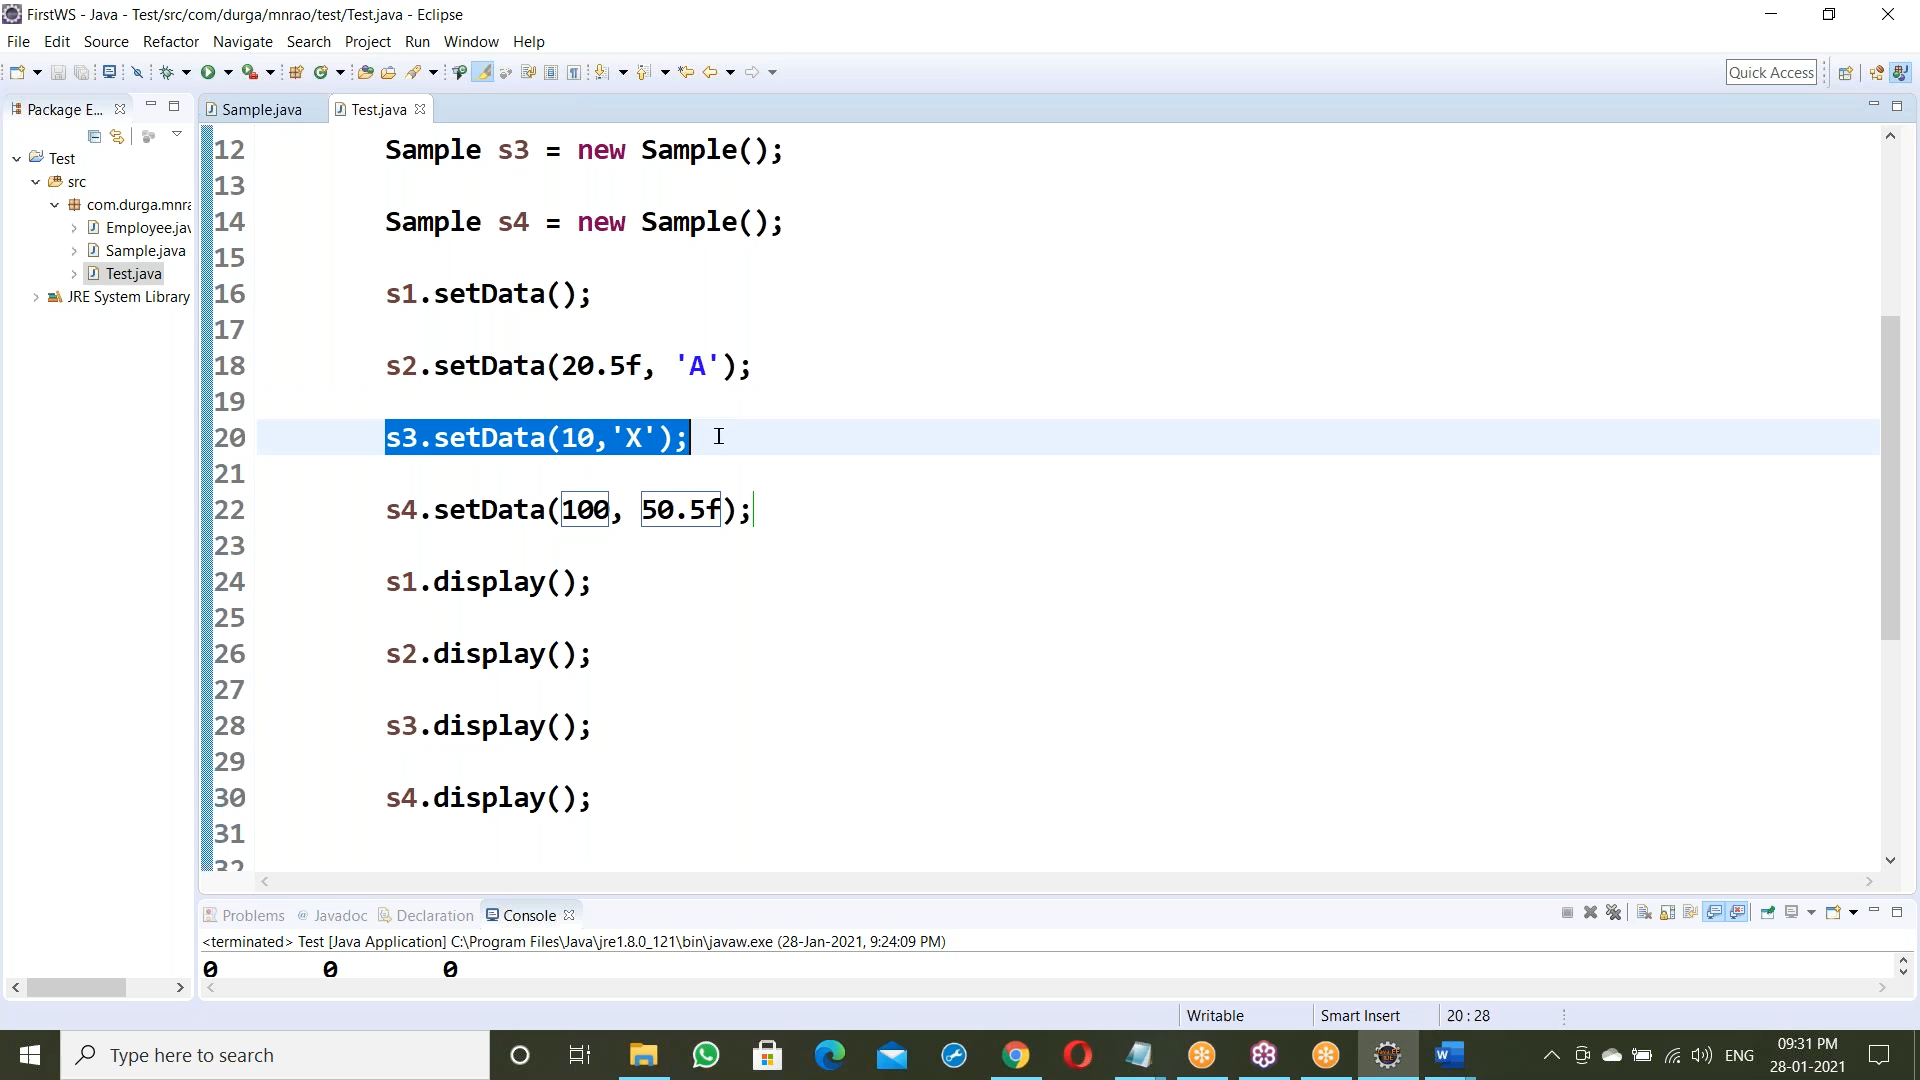 FirstWS - Java - Test/src/com/durga/mnrao/test/Test.java - Eclipse
File Edit Source Refactor Navigate Search Project Run Window Help
Quick Access
Package E...
Sample.java
Test.java
Test
src
com.durga.mnra
Employee.jav
Sample.java
Test.java
JRE System Library
12 Sample s3 = new Sample();
13
14 Sample s4 = new Sample();
15
16 s1.setData();
17
18 s2.setData(20.5f, 'A');
19
20 s3.setData(10,'X');
21
22 s4.setData(100, 50.5f);
23
24 s1.display();
25
26 s2.display();
27
28 s3.display();
29
30 s4.display();
31
32
Problems @ Javadoc Declaration Console
<terminated> Test [Java Application] C:\Program Files\Java\jre1.8.0_121\bin\javaw.exe (28-Jan-2021, 9:24:09 PM)
0 0 0
Writable Smart Insert 20 : 28
Type here to search
ENG
09:31 PM
28-01-2021